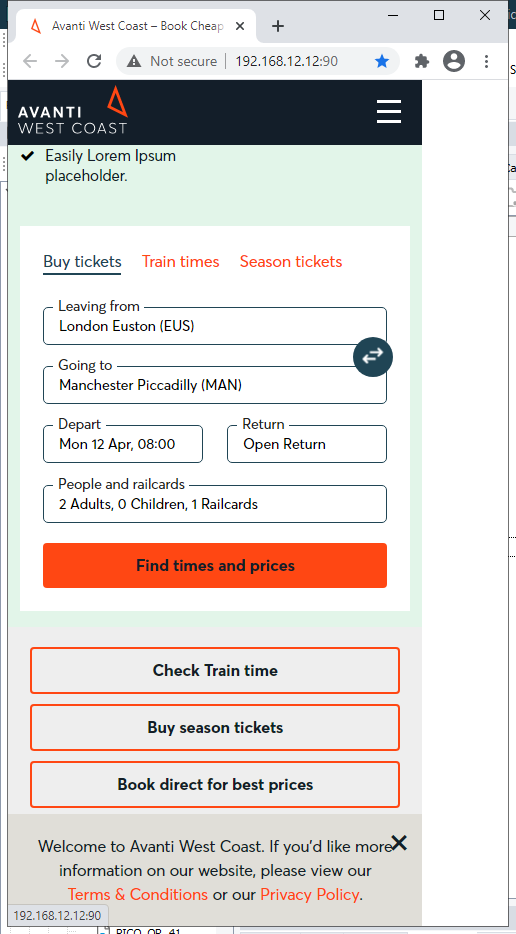 Avanti West Coast – Book Cheap
Not secure
192.168.12.12:90
AVANTI
WEST COAST
Easily Lorem Ipsum
placeholder.
Buy tickets
Train times
Season tickets
Leaving from
London Euston (EUS)
Going to
Manchester Piccadilly (MAN)
Depart
Return
Mon 12 Apr, 08:00
Open Return
People and railcards
2 Adults, 0 Children, 1 Railcards
Find times and prices
Check Train time
Buy season tickets
Book direct for best prices
Welcome to Avanti West Coast. If you'd like more
information on our website, please view our
Terms & Conditions or our Privacy Policy.
192.168.12.12:90